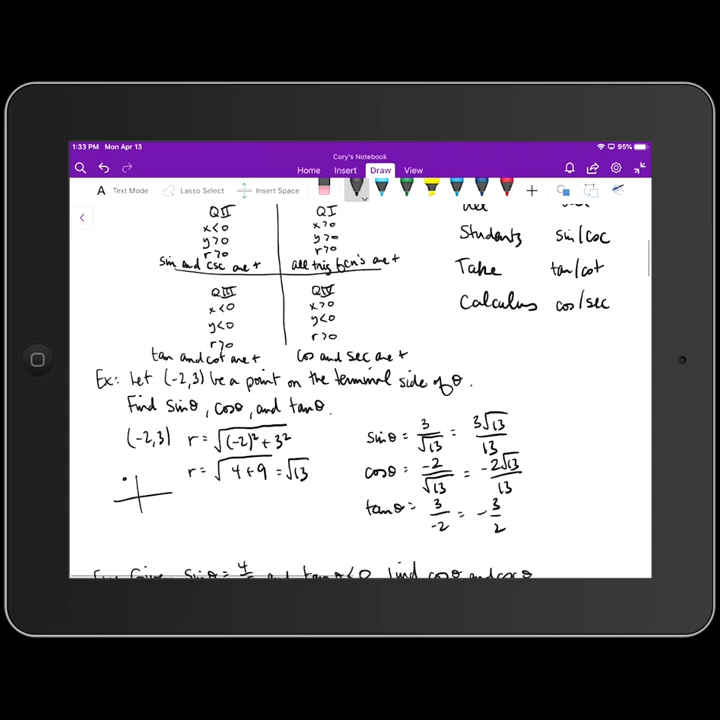 1:33 PM Mon Apr 13
95%
Cory's Notebook
Home Insert Draw View
A Text Mode Lasso Select Insert Space
QII
x<0
y>0
r>0
sin and csc are +
QI
x>0
y>0
r>0
all trig fcn's are +
QIII
x<0
y<0
r>0
tan and cot are +
QIV
x>0
y<0
r>0
cos and sec are +
Students sin/csc
Take tan/cot
Calculus cos/sec
Ex: Let (-2,3) be a point on the terminal side of θ.
Find sinθ, cosθ, and tanθ.
(-2,3) r = √((-2)² + 3²)
r = √(4+9) = √13
sinθ = 3/√13 = 3√13/13
cosθ = -2/√13 = -2√13/13
tanθ = 3/-2 = -3/2